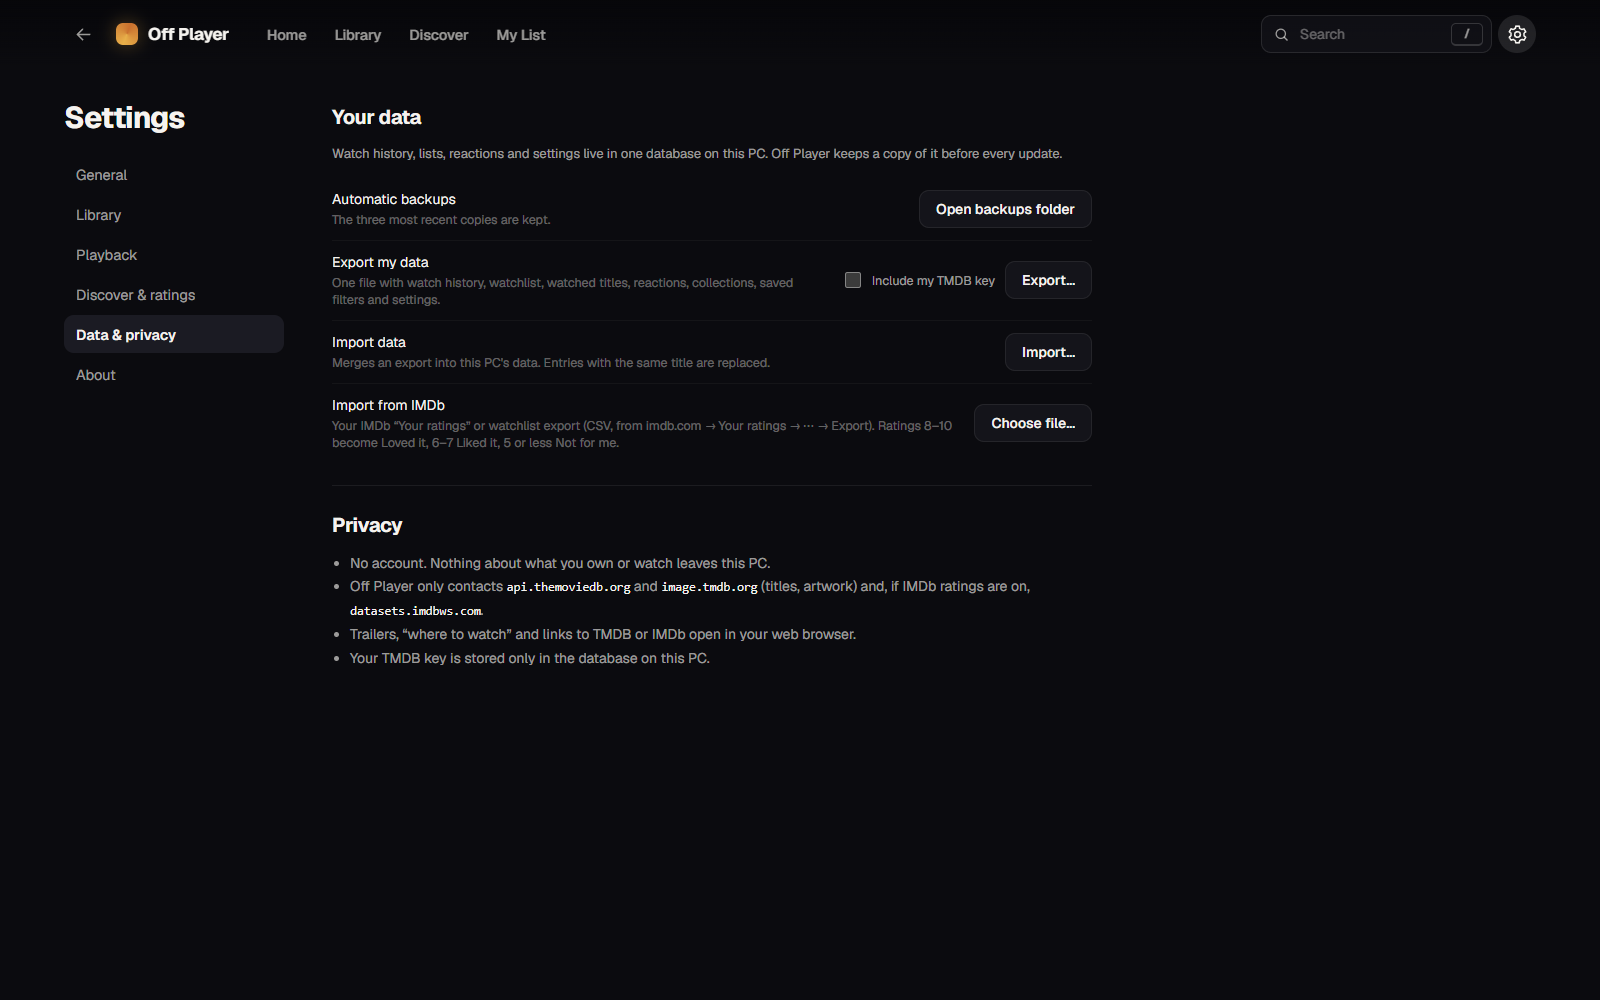 Off Player
Home
Library
Discover
My List
Search
/
Settings
General
Library
Playback
Discover & ratings
Data & privacy
About
Your data
Watch history, lists, reactions and settings live in one database on this PC. Off Player keeps a copy of it before every update.
Automatic backups
The three most recent copies are kept.
Open backups folder
Export my data
One file with watch history, watchlist, watched titles, reactions, collections, saved
filters and settings.
Include my TMDB key
Export...
Import data
Merges an export into this PC's data. Entries with the same title are replaced.
Import...
Import from IMDb
Your IMDb “Your ratings” or watchlist export (CSV, from imdb.com → Your ratings → ··· → Export). Ratings 8–10
become Loved it, 6–7 Liked it, 5 or less Not for me.
Choose file...
Privacy
• No account. Nothing about what you own or watch leaves this PC.
• Off Player only contacts api.themoviedb.org and image.tmdb.org (titles, artwork) and, if IMDb ratings are on,
datasets.imdbws.com.
• Trailers, “where to watch” and links to TMDB or IMDb open in your web browser.
• Your TMDB key is stored only in the database on this PC.